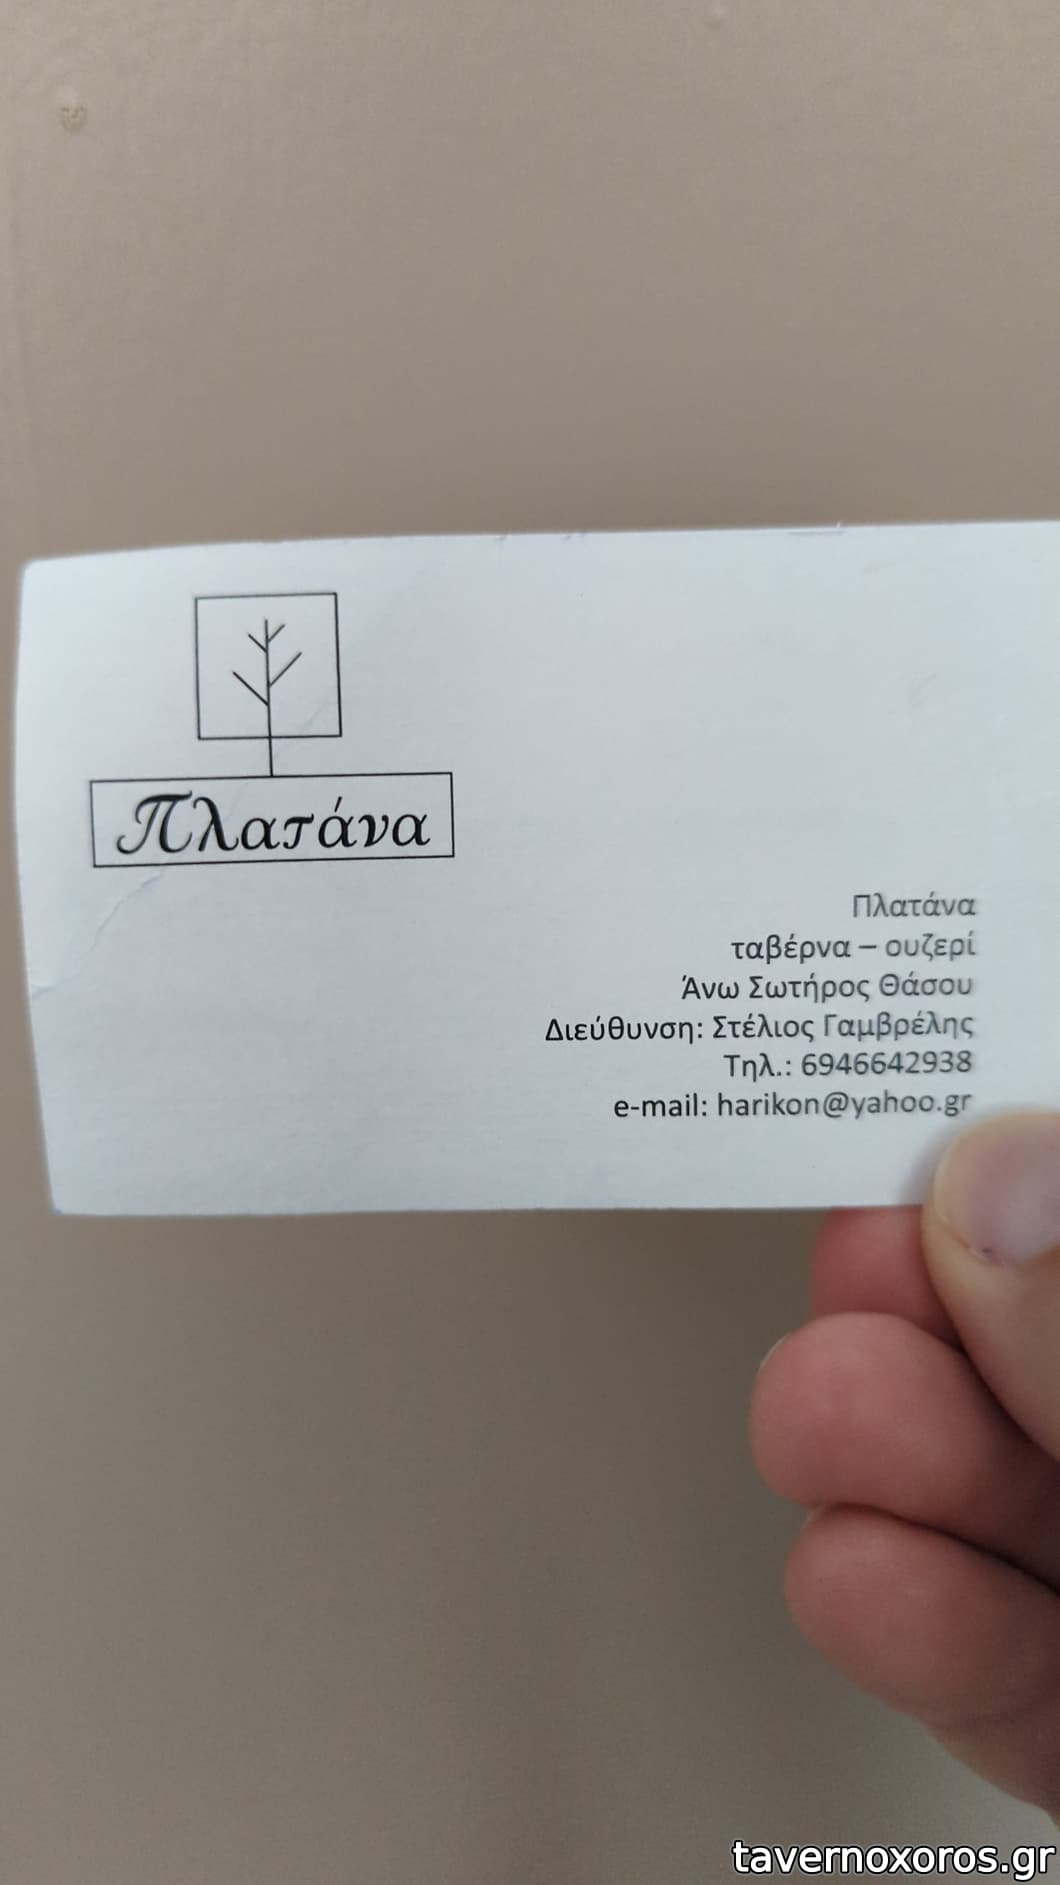 Πλατάνα
Πλατάνα
ταβέρνα – ουζερί
Άνω Σωτήρος Θάσου
Διεύθυνση: Στέλιος Γαμβρέλης
Τηλ.: 6946642938
e-mail: harikon@yahoo.gr
tavernoxoros.gr